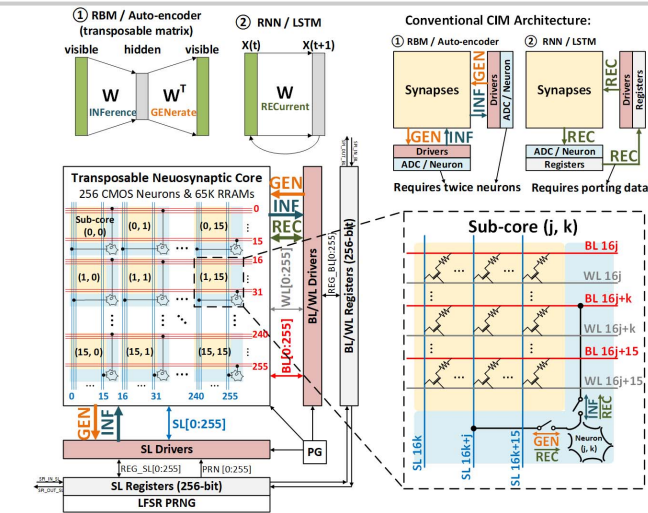 ① RBM / Auto-encoder
(transposable matrix)
visible hidden visible
W
INFerence
Wᵀ
GENerate
② RNN / LSTM
X(t) X(t+1)
W
RECurrent
Conventional CIM Architecture:
① RBM / Auto-encoder
Synapses
GEN
INF
Drivers
ADC / Neuron
GEN INF
Drivers
ADC / Neuron
Requires twice neurons
② RNN / LSTM
Synapses
REC
Drivers
Registers
REC
ADC / Neuron
Registers
REC
Requires porting data
Transposable Neuosynaptic Core
256 CMOS Neurons & 65K RRAMs
Sub-core
(0, 0) (0, 1) (0, 15)
(1, 0) (1, 1) (1, 15)
(15, 0) (15, 1) (15, 15)
0
15
16
31
240
255
0 15 16 31 240 255
GEN
INF
REC
WL[0:255]
BL[0:255]
BL/WL Drivers
REG_BL[0:255]
BL/WL Registers (256-bit)
SPI_OUT_BL
SPI_IN_BL
GEN
INF
SL[0:255]
SL Drivers
PG
REG_SL[0:255] PRN [0:255]
SPI_IN_SL
SPI_OUT_SL
SL Registers (256-bit)
LFSR PRNG
Sub-core (j, k)
BL 16j
WL 16j
BL 16j+k
WL 16j+k
BL 16j+15
WL 16j+15
SL 16k
SL 16k+j
SL 16k+15
INF
REC
GEN
REC
Neuron
(j, k)